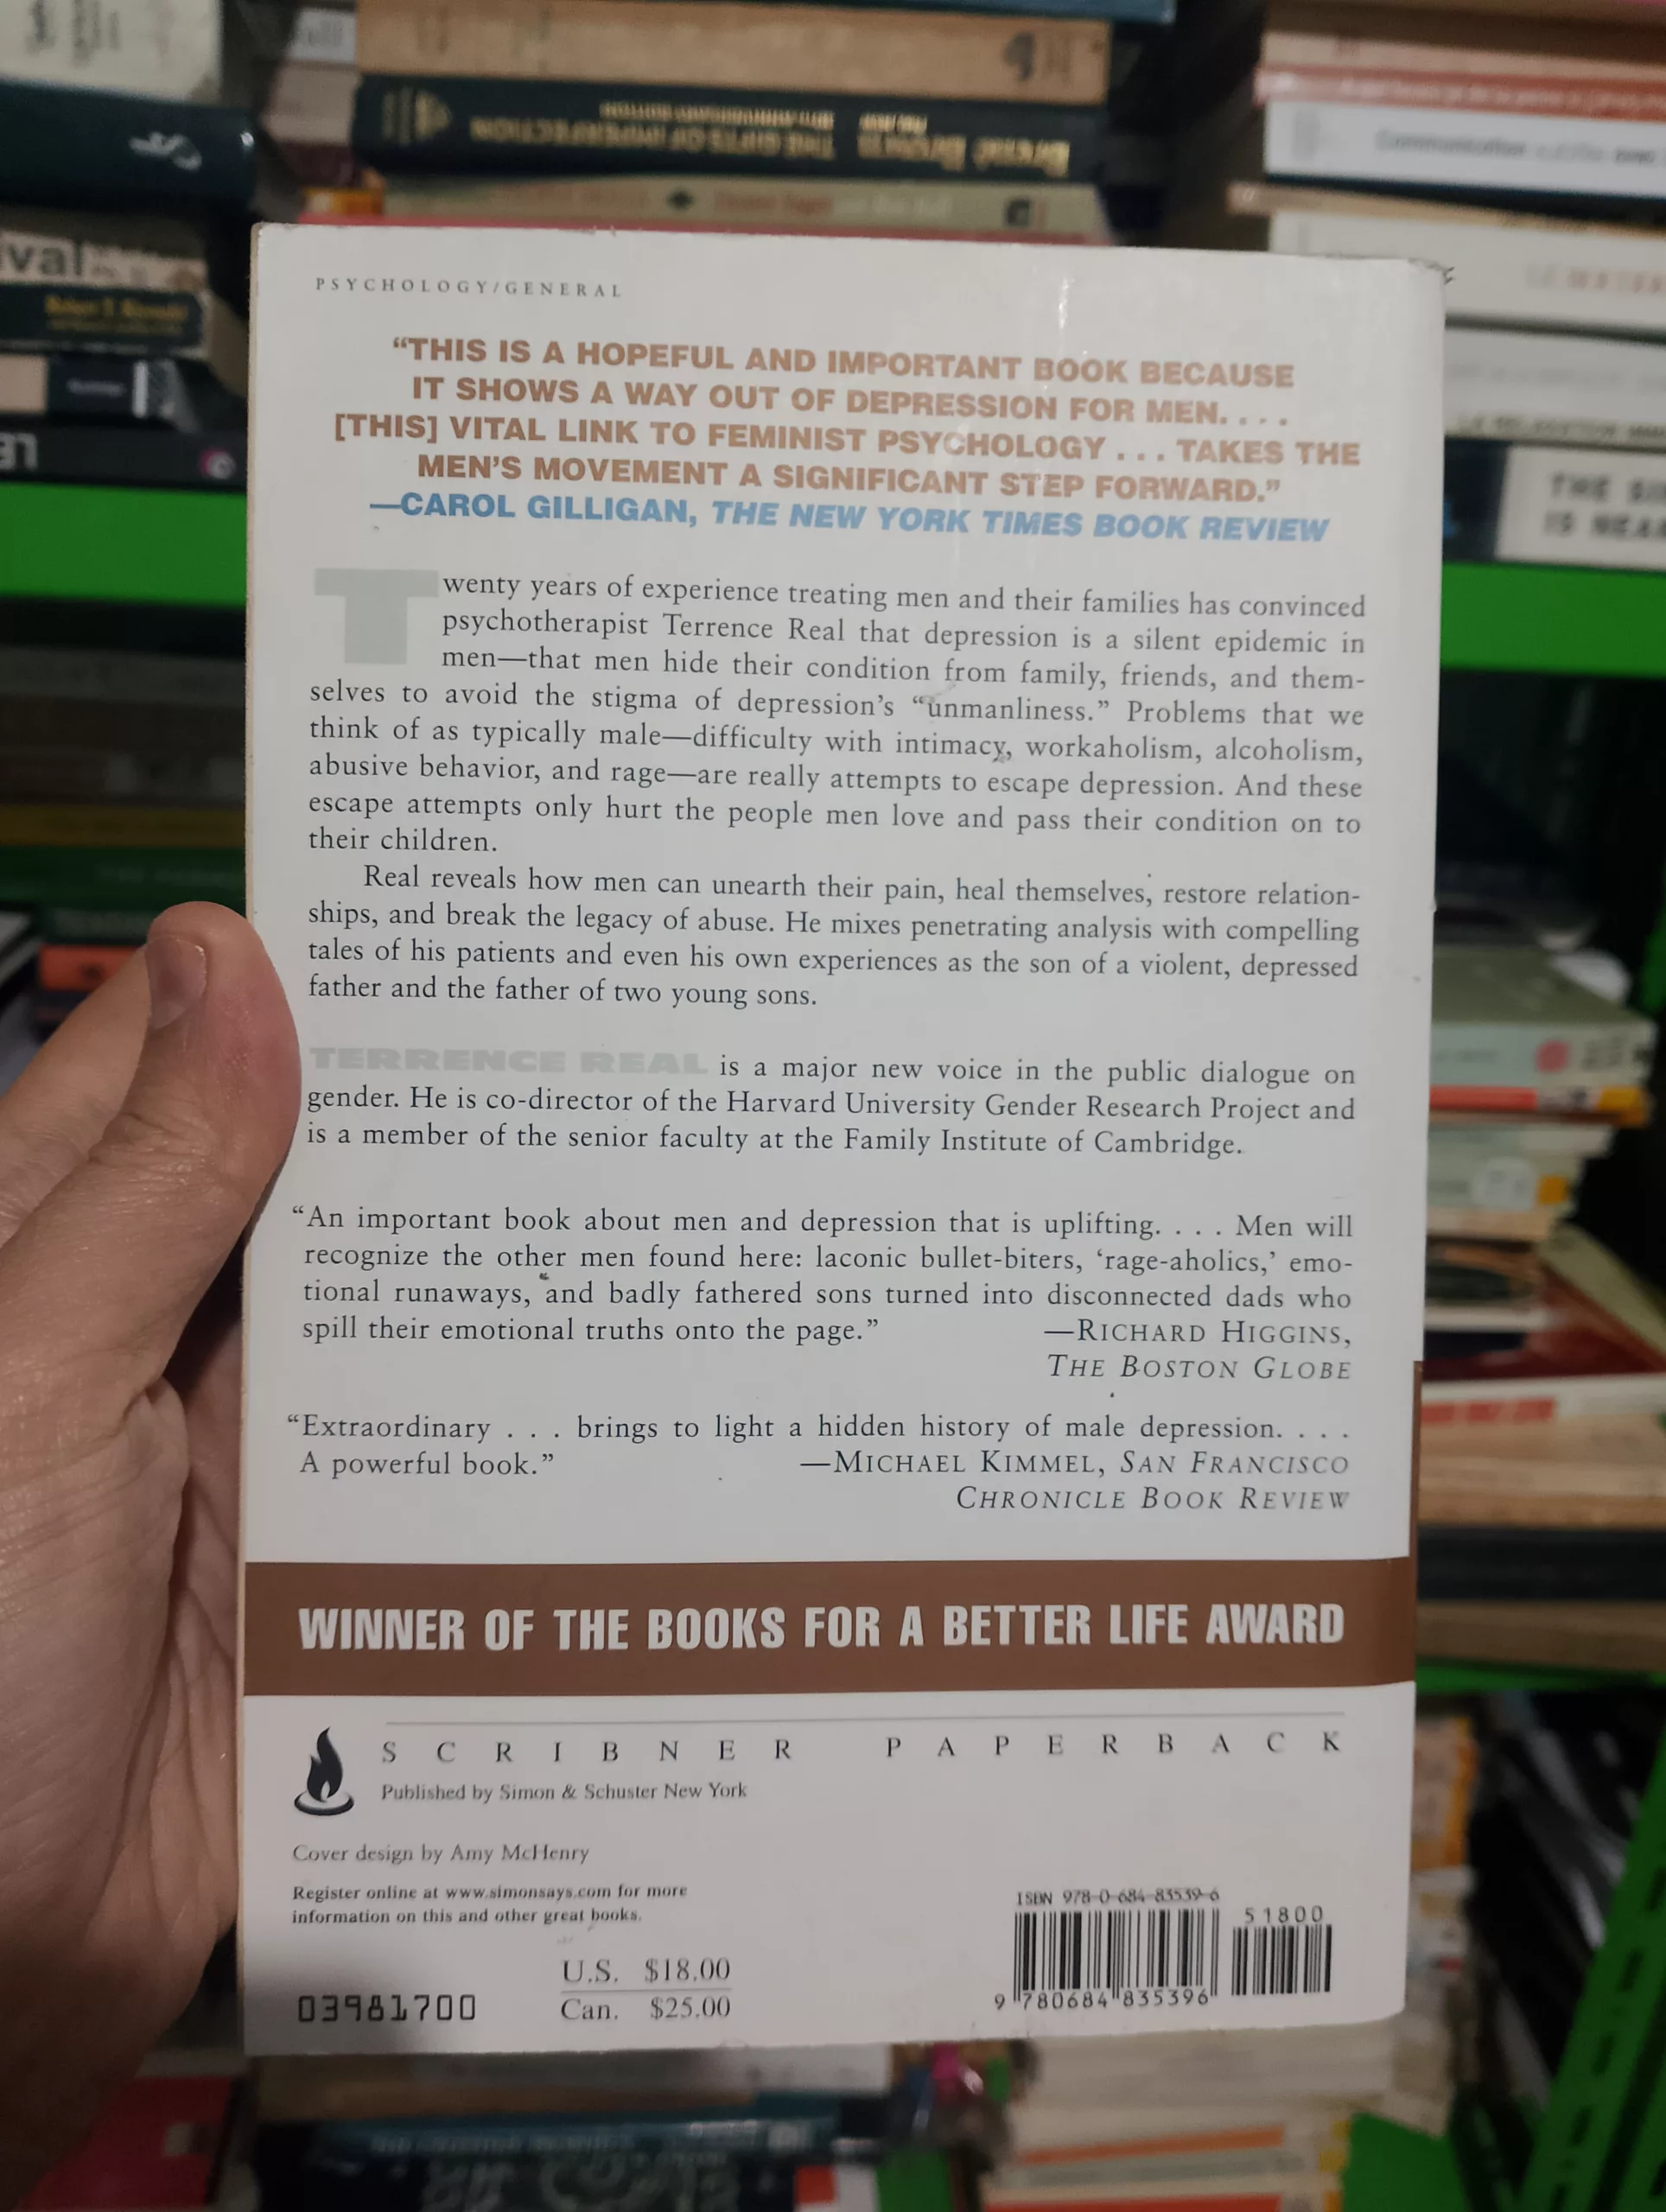 Brené Brown
PhD, MSW
THE GIFTS OF IMPERFECTION
10TH ANNIVERSARY EDITION
Communication
ival
THE
IS NEA
PSYCHOLOGY/GENERAL
“THIS IS A HOPEFUL AND IMPORTANT BOOK BECAUSE
IT SHOWS A WAY OUT OF DEPRESSION FOR MEN. . . .
[THIS] VITAL LINK TO FEMINIST PSYCHOLOGY . . . TAKES THE
MEN’S MOVEMENT A SIGNIFICANT STEP FORWARD.”
—CAROL GILLIGAN, THE NEW YORK TIMES BOOK REVIEW
Twenty years of experience treating men and their families has convinced
psychotherapist Terrence Real that depression is a silent epidemic in
men—that men hide their condition from family, friends, and them-
selves to avoid the stigma of depression’s “unmanliness.” Problems that we
think of as typically male—difficulty with intimacy, workaholism, alcoholism,
abusive behavior, and rage—are really attempts to escape depression. And these
escape attempts only hurt the people men love and pass their condition on to
their children.
Real reveals how men can unearth their pain, heal themselves, restore relation-
ships, and break the legacy of abuse. He mixes penetrating analysis with compelling
tales of his patients and even his own experiences as the son of a violent, depressed
father and the father of two young sons.
TERRENCE REAL is a major new voice in the public dialogue on
gender. He is co-director of the Harvard University Gender Research Project and
is a member of the senior faculty at the Family Institute of Cambridge.
“An important book about men and depression that is uplifting. . . . Men will
recognize the other men found here: laconic bullet-biters, ‘rage-aholics,’ emo-
tional runaways, and badly fathered sons turned into disconnected dads who
spill their emotional truths onto the page.” —RICHARD HIGGINS,
THE BOSTON GLOBE
“Extraordinary . . . brings to light a hidden history of male depression. . . .
A powerful book.” —MICHAEL KIMMEL, SAN FRANCISCO
CHRONICLE BOOK REVIEW
WINNER OF THE BOOKS FOR A BETTER LIFE AWARD
SCRIBNER PAPERBACK
Published by Simon & Schuster New York
Cover design by Amy McHenry
Register online at www.simonsays.com for more
information on this and other great books.
U.S. $18.00
Can. $25.00
03981700
ISBN 978-0-684-83539-6
51800
9 780684 835396